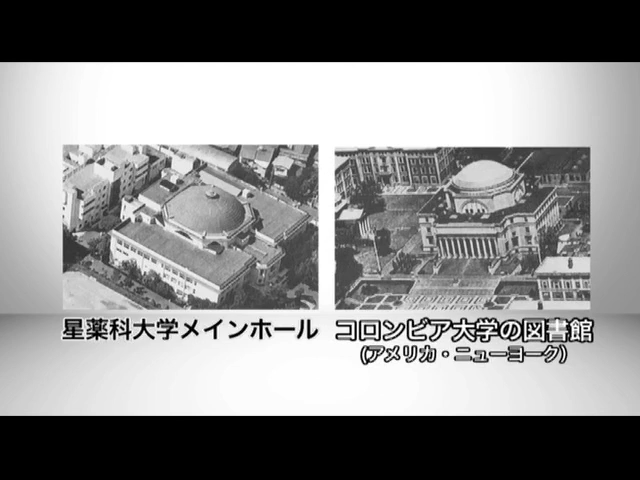 星薬科大学メインホール
コロンビア大学の図書館
(アメリカ・ニューヨーク)